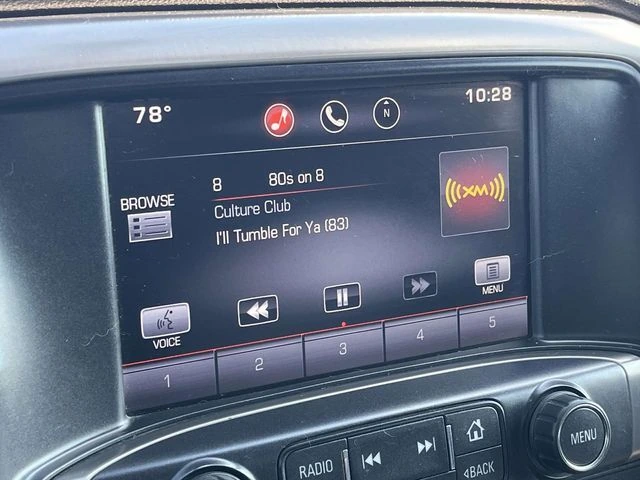 78° 10:28
N
8 80s on 8
BROWSE
Culture Club
I'll Tumble For Ya (83)
((XM))
VOICE
MENU
1 2 3 4 5
RADIO
BACK
MENU